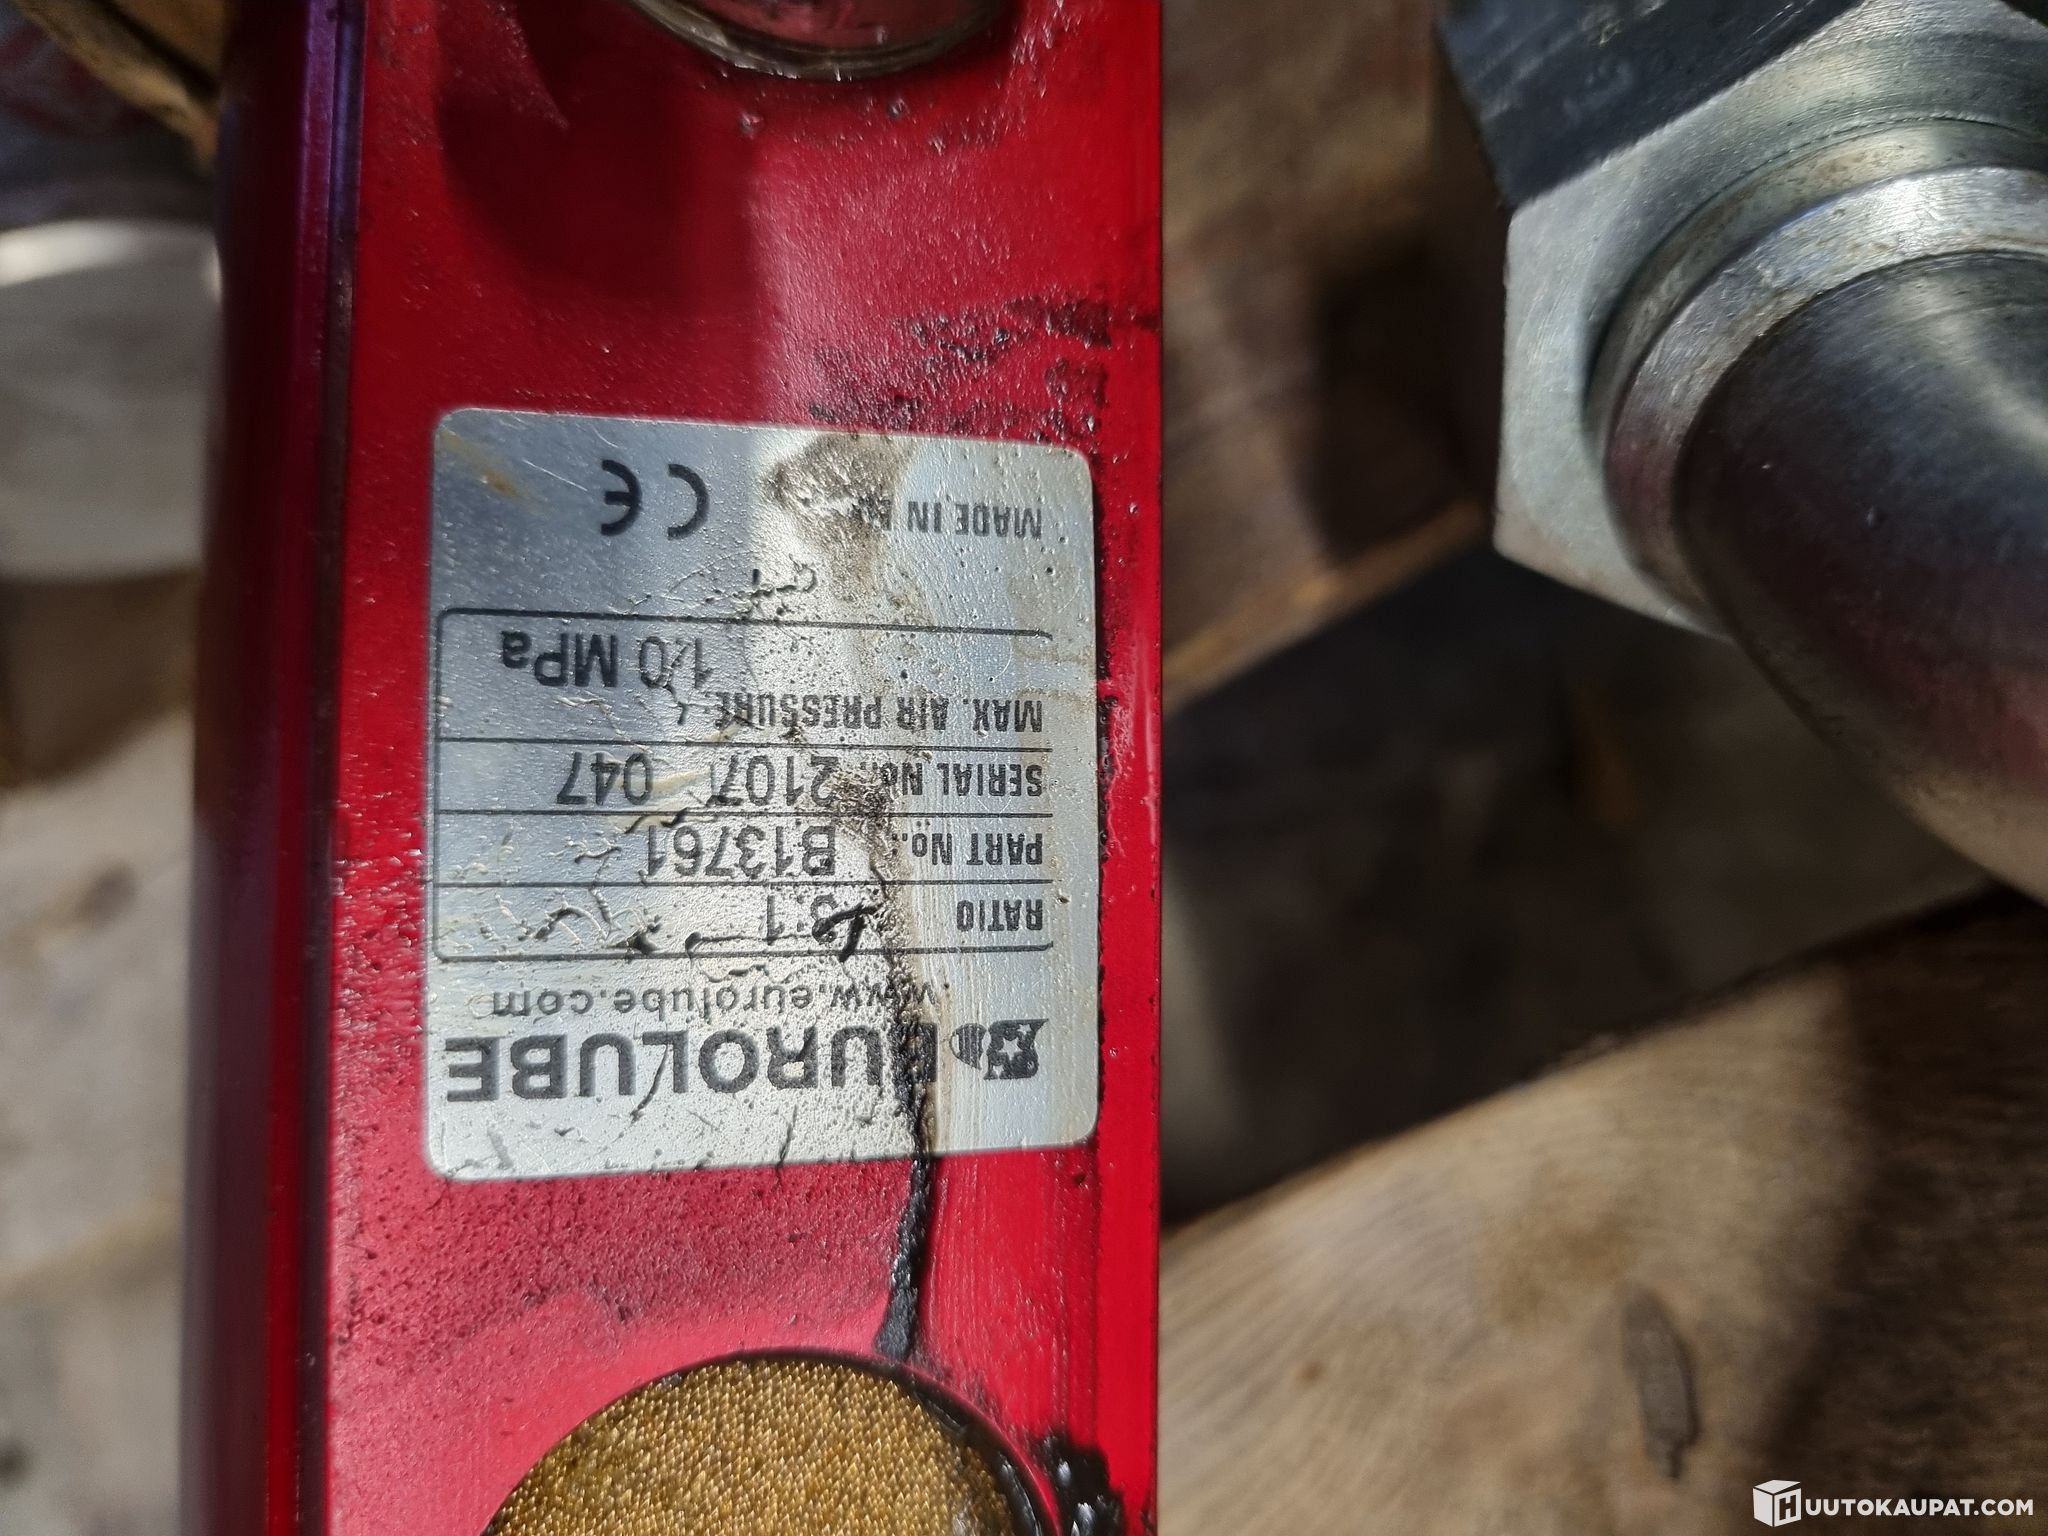 EUROLUBE
www.eurolube.com
RATIO 3:1
PART No.: B13761
SERIAL No.: 2107 047
MAX. AIR PRESSURE
1.0 MPa
MADE IN
CE
HUUTOKAUPAT.COM